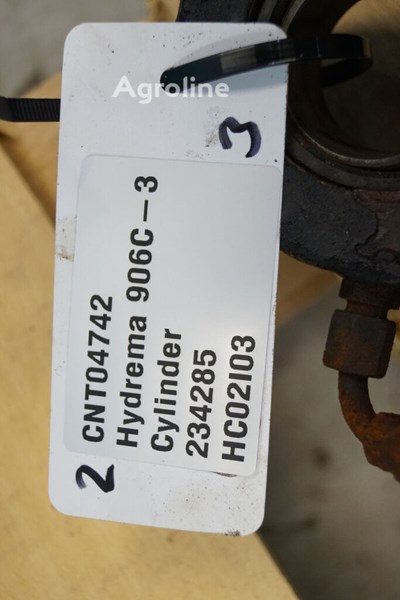 Agroline
3
CNT04742
Hydrema 906C-3
Cylinder
234285
HC02I03
2